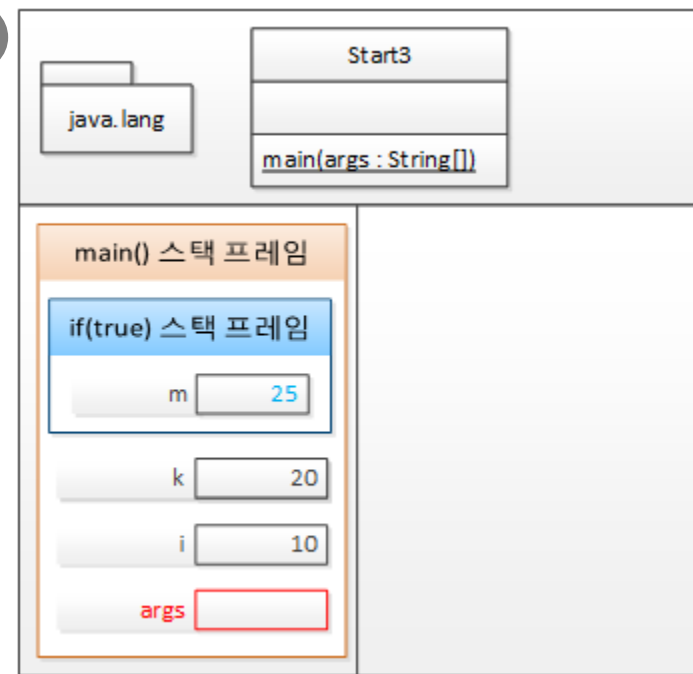 java.lang
Start3
main(args : String[])
main() 스택 프레임
if(true) 스택 프레임
m 25
k 20
i 10
args